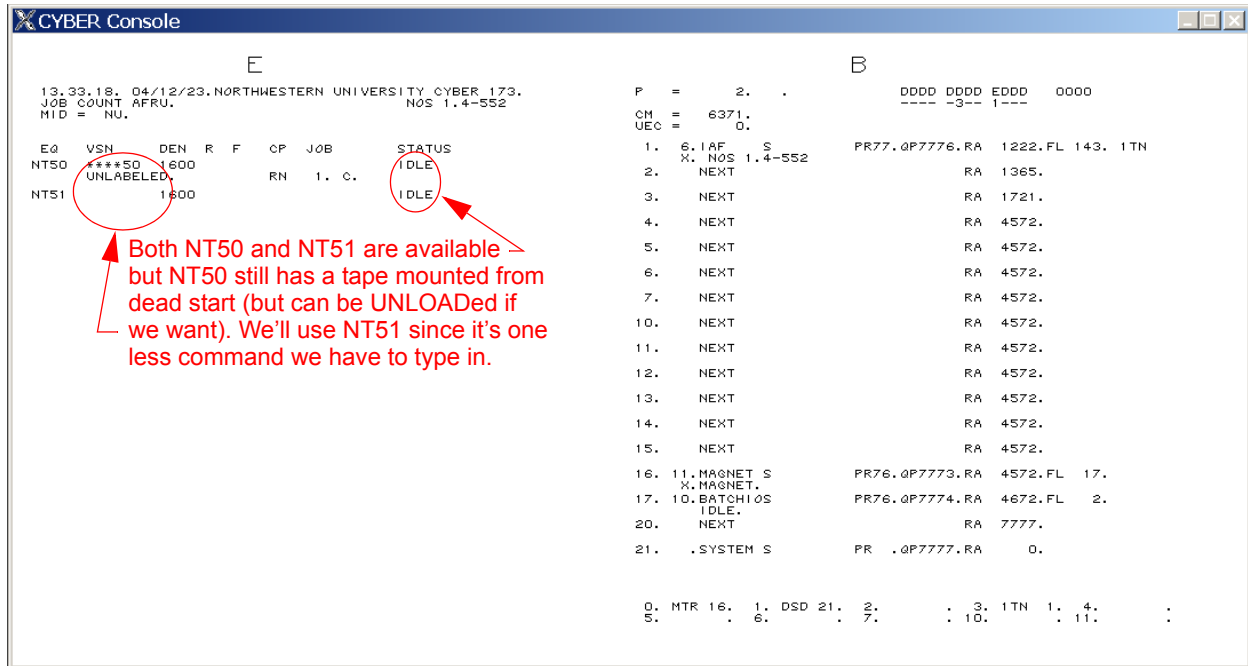 CYBER Console
E
13.33.18. 04/12/23.NORTHWESTERN UNIVERSITY CYBER 173.
JOB COUNT AFRU. NOS 1.4-552
MID = NU.
EQ VSN DEN R F CP JOB STATUS
NT50 ****50 1600 IDLE
UNLABELED. RN 1. C.
NT51 1600 IDLE
Both NT50 and NT51 are available
but NT50 still has a tape mounted from
dead start (but can be UNLOADed if
we want). We'll use NT51 since it's one
less command we have to type in.
B
P = 2. . DDDD DDDD EDDD 0000
---- -3-- 1---
CM = 6371.
UEC = 0.
1. 6.IAF S PR77.QP7776.RA 1222.FL 143. 1TN
X. NOS 1.4-552
2. NEXT RA 1365.
3. NEXT RA 1721.
4. NEXT RA 4572.
5. NEXT RA 4572.
6. NEXT RA 4572.
7. NEXT RA 4572.
10. NEXT RA 4572.
11. NEXT RA 4572.
12. NEXT RA 4572.
13. NEXT RA 4572.
14. NEXT RA 4572.
15. NEXT RA 4572.
16. 11.MAGNET S PR76.QP7773.RA 4572.FL 17.
X.MAGNET.
17. 10.BATCHIOS PR76.QP7774.RA 4672.FL 2.
IDLE.
20. NEXT RA 7777.
21. .SYSTEM S PR .QP7777.RA 0.
0. MTR 16. 1. DSD 21. 2. . 3. 1TN 1. 4. .
5. . 6. . 7. . 10. . 11. .